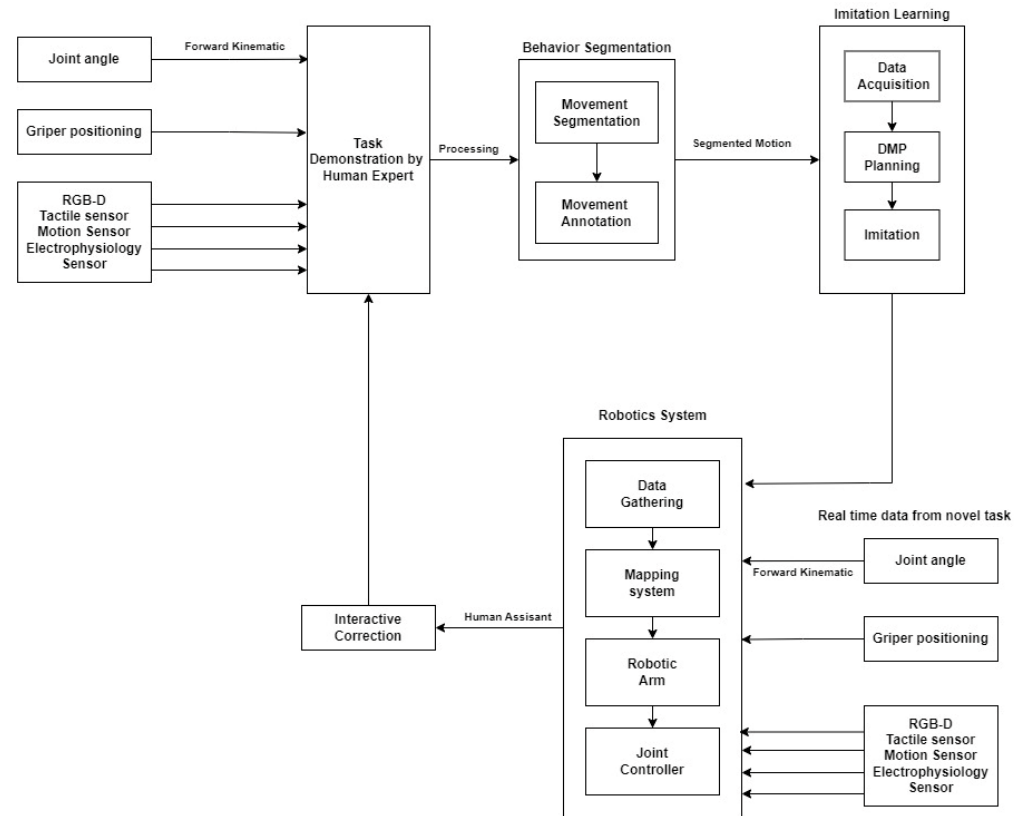 Imitation Learning
Joint angle
Forward Kinematic
Behavior Segmentation
Data
Acquisition
Movement
Segmentation
Griper positioning
Task
Demonstration by
Human Expert
Processing
Segmented Motion
DMP
Planning
RGB-D
Tactile sensor
Motion Sensor
Electrophysiology
Sensor
Movement
Annotation
Imitation
Robotics System
Data
Gathering
Real time data from novel task
Mapping
system
Forward Kinematic
Joint angle
Interactive
Correction
Human Assisant
Griper positioning
Robotic
Arm
Joint
Controller
RGB-D
Tactile sensor
Motion Sensor
Electrophysiology
Sensor